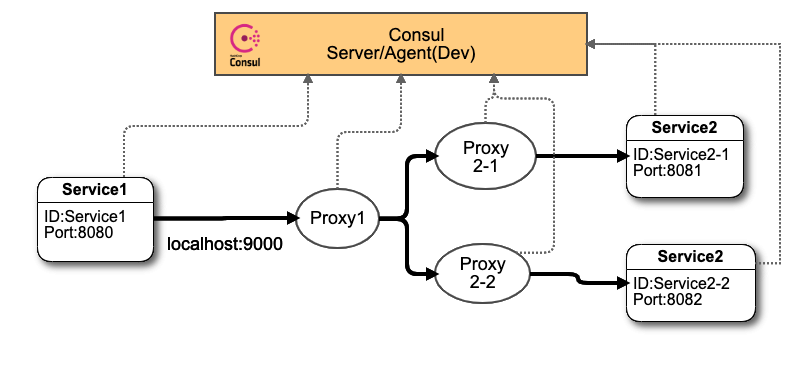 Consul
Server/Agent(Dev)
Consul
Service1
ID:Service1
Port:8080
localhost:9000
Proxy1
Proxy
2-1
Proxy
2-2
Service2
ID:Service2-1
Port:8081
Service2
ID:Service2-2
Port:8082